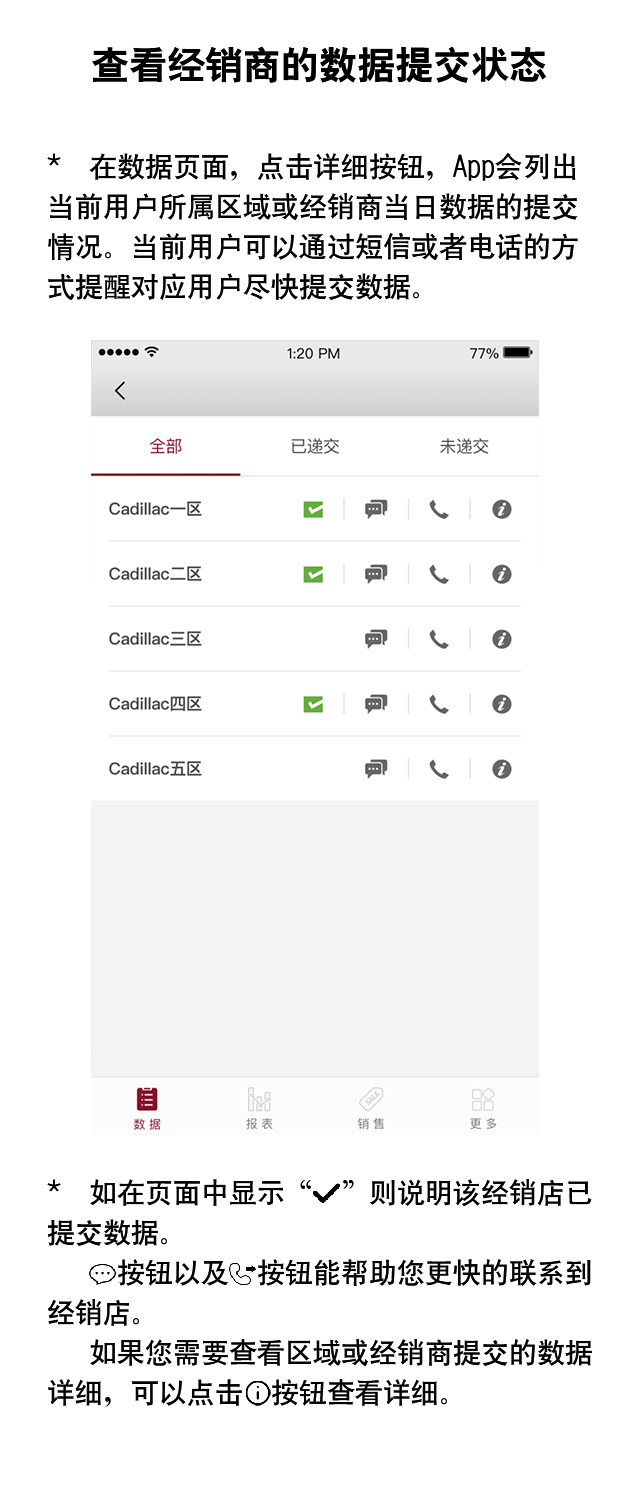 查看经销商的数据提交状态
* 在数据页面，点击详细按钮，App会列出
当前用户所属区域或经销商当日数据的提交
情况。当前用户可以通过短信或者电话的方
式提醒对应用户尽快提交数据。
1:20 PM 77%
全部 已递交 未递交
Cadillac一区
Cadillac二区
Cadillac三区
Cadillac四区
Cadillac五区
SALE
数据 报表 销售 更多
* 如在页面中显示“✔”则说明该经销店已
提交数据。
按钮以及按钮能帮助您更快的联系到
经销店。
如果您需要查看区域或经销商提交的数据
详细，可以点击ⓘ按钮查看详细。